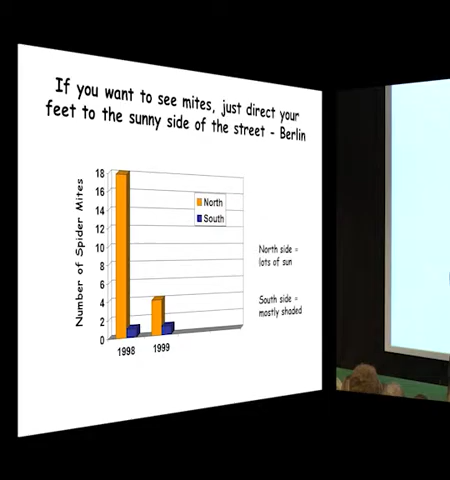 If you want to see mites, just direct your
feet to the sunny side of the street - Berlin
18
16
14
12
10
8
6
4
2
0
Number of Spider Mites
North
South
1998
1999
North side =
lots of sun
South side =
mostly shaded